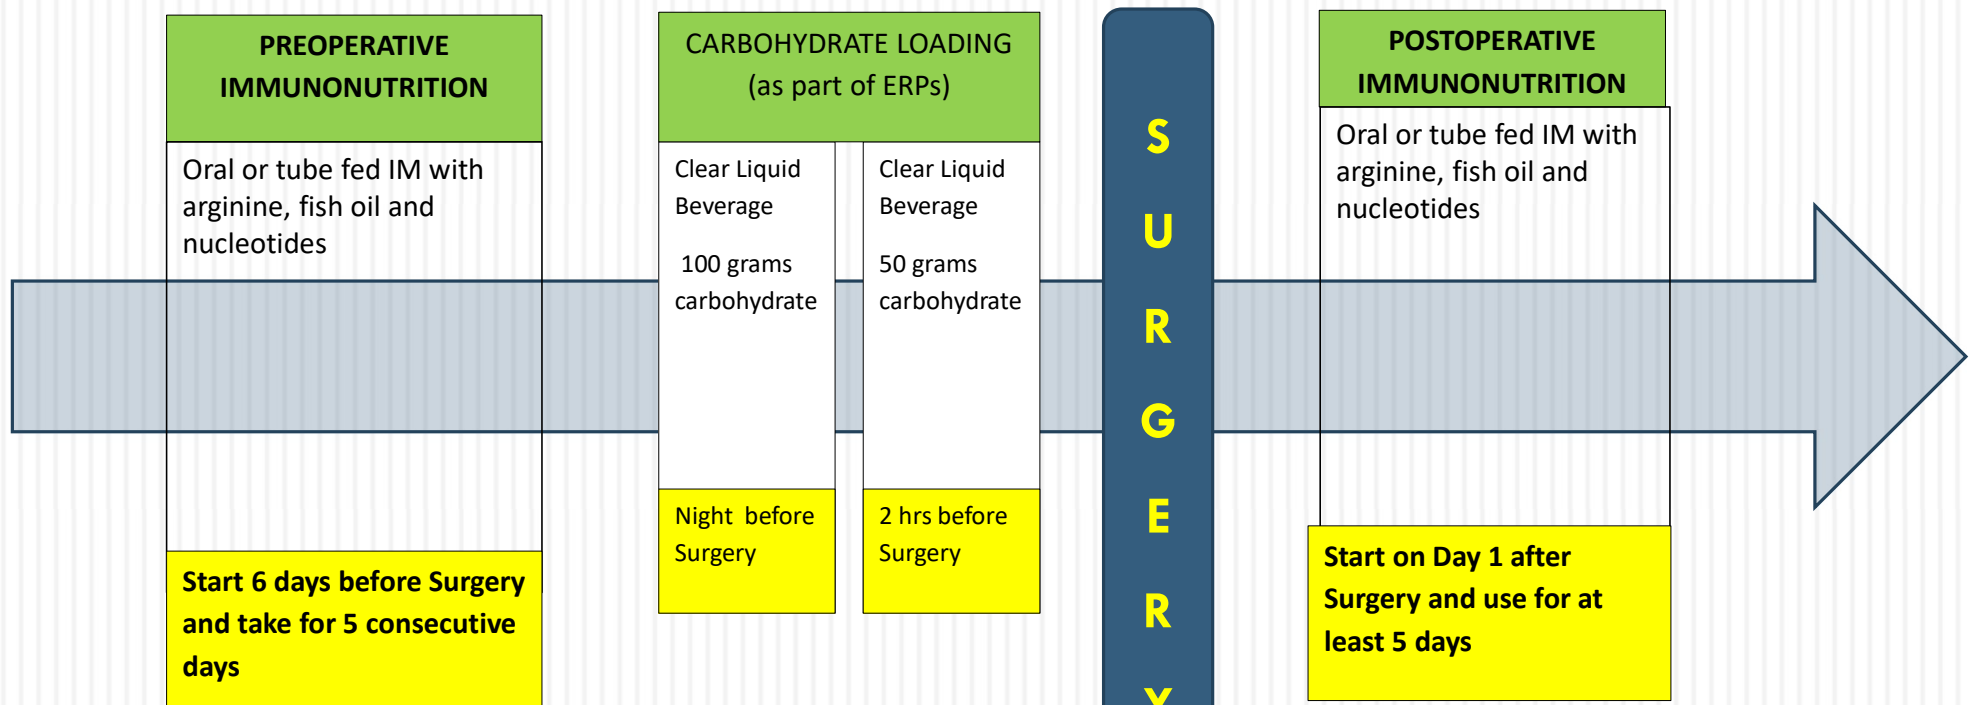 PREOPERATIVE
IMMUNONUTRITION
Oral or tube fed IM with
arginine, fish oil and
nucleotides
Start 6 days before Surgery
and take for 5 consecutive
days
CARBOHYDRATE LOADING
(as part of ERPs)
Clear Liquid
Beverage
100 grams
carbohydrate
Night before
Surgery
Clear Liquid
Beverage
50 grams
carbohydrate
2 hrs before
Surgery
S
U
R
G
E
R
Y
POSTOPERATIVE
IMMUNONUTRITION
Oral or tube fed IM with
arginine, fish oil and
nucleotides
Start on Day 1 after
Surgery and use for at
least 5 days